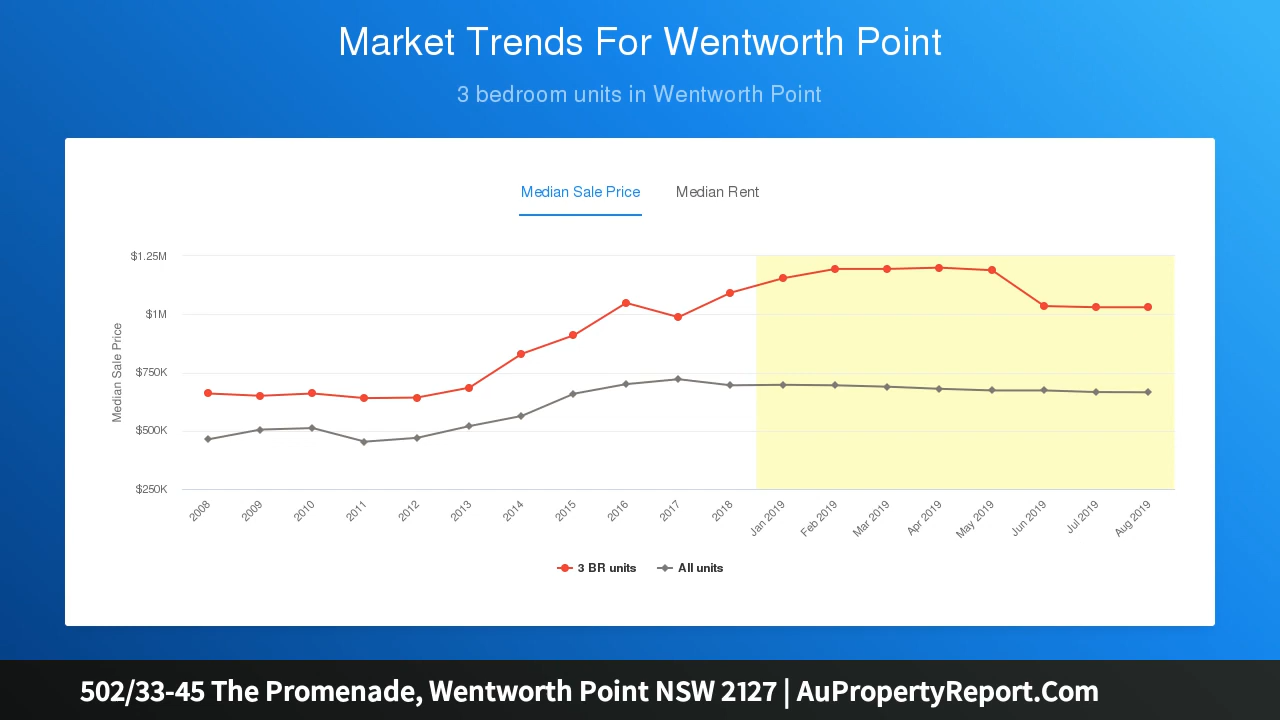 Market Trends For Wentworth Point
3 bedroom units in Wentworth Point
Median Sale Price Median Rent
Median Sale Price
$1.25M
$1M
$750K
$500K
$250K
2008 2009 2010 2011 2012 2013 2014 2015 2016 2017 2018 Jan 2019 Feb 2019 Mar 2019 Apr 2019 May 2019 Jun 2019 Jul 2019 Aug 2019
3 BR units All units
502/33-45 The Promenade, Wentworth Point NSW 2127 | AuPropertyReport.Com